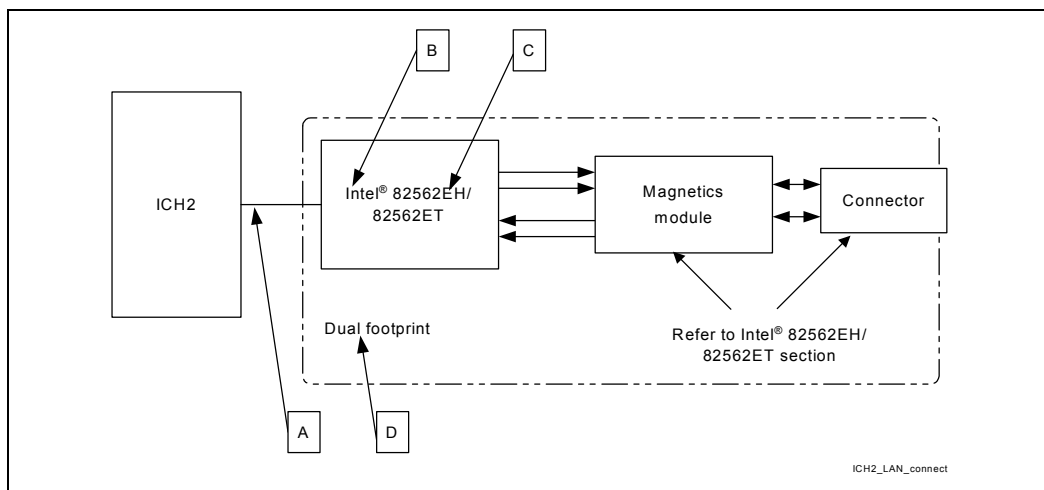 B
C
ICH2
Intel® 82562EH/
82562ET
Magnetics
module
Connector
Dual footprint
Refer to Intel® 82562EH/
82562ET section
A
D
ICH2_LAN_connect